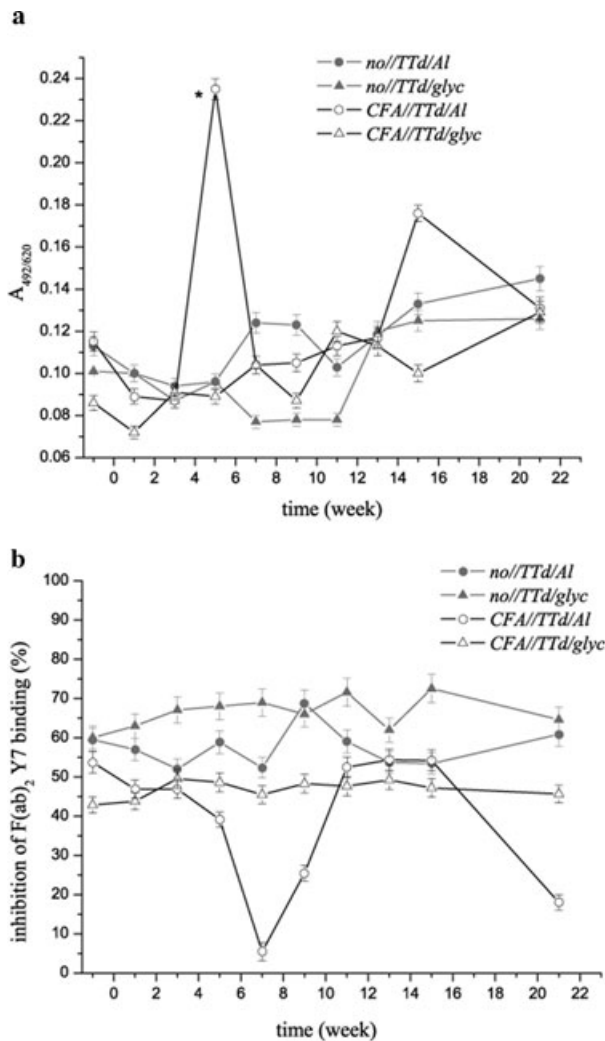 a
no//TTd/Al
no//TTd/glyc
CFA//TTd/Al
CFA//TTd/glyc
*
0.24
0.22
0.20
0.18
0.16
0.14
0.12
0.10
0.08
0.06
A492/620
0 2 4 6 8 10 12 14 16 18 20 22
time (week)
b
no//TTd/Al
no//TTd/glyc
CFA//TTd/Al
CFA//TTd/glyc
100
90
80
70
60
50
40
30
20
10
0
inhibition of F(ab)2 Y7 binding (%)
0 2 4 6 8 10 12 14 16 18 20 22
time (week)